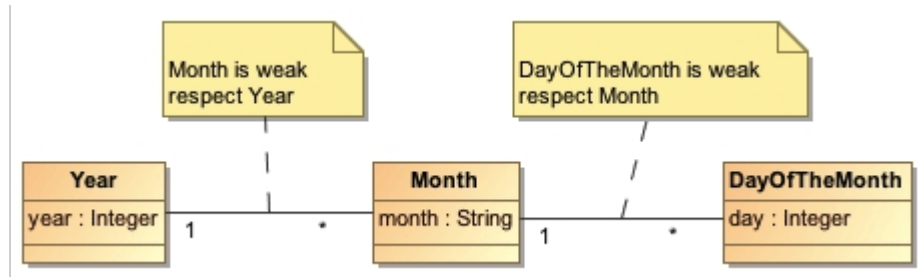 Month is weak
respect Year
DayOfTheMonth is weak
respect Month
Year
year : Integer
1
*
Month
month : String
1
*
DayOfTheMonth
day : Integer